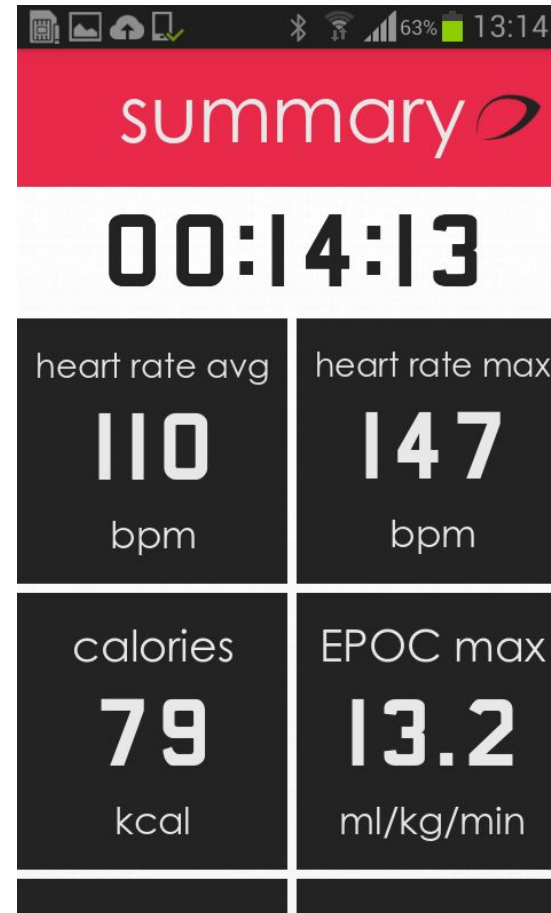 63% 13:14
summary
00:14:13
heart rate avg heart rate max
110 147
bpm bpm
calories EPOC max
79 13.2
kcal ml/kg/min